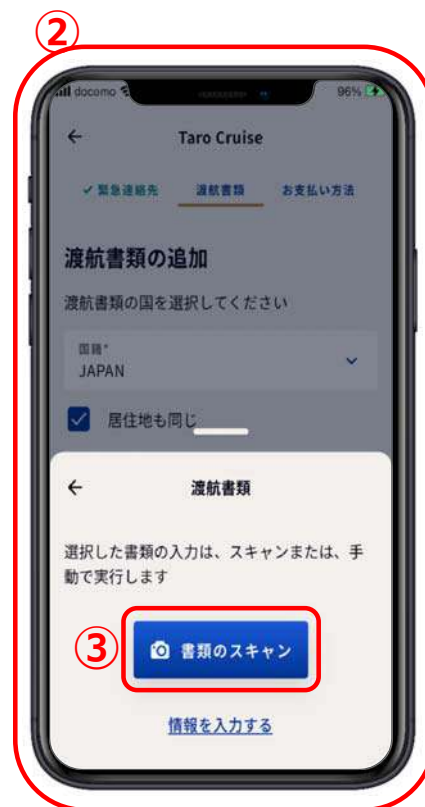 ②
docomo
96%
Taro Cruise
緊急連絡先 渡航書類 お支払い方法
渡航書類の追加
渡航書類の国を選択してください
国籍*
JAPAN
居住地も同じ
渡航書類
選択した書類の入力は、スキャンまたは、手
動で実行します
③ 書類のスキャン
情報を入力する